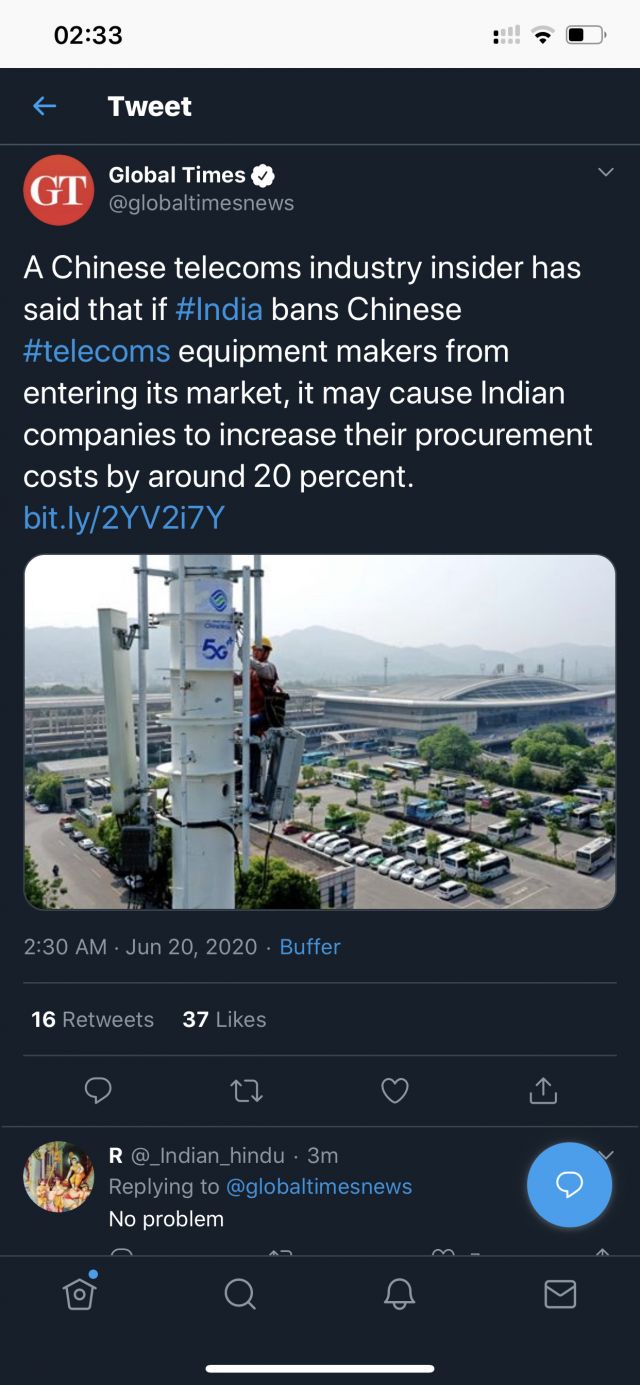 02:33
Tweet
GT
Global Times
@globaltimesnews
A Chinese telecoms industry insider has
said that if #India bans Chinese
#telecoms equipment makers from
entering its market, it may cause Indian
companies to increase their procurement
costs by around 20 percent.
bit.ly/2YV2i7Y
5G+
2:30 AM · Jun 20, 2020 · Buffer
16 Retweets 37 Likes
R @_Indian_hindu · 3m
Replying to @globaltimesnews
No problem